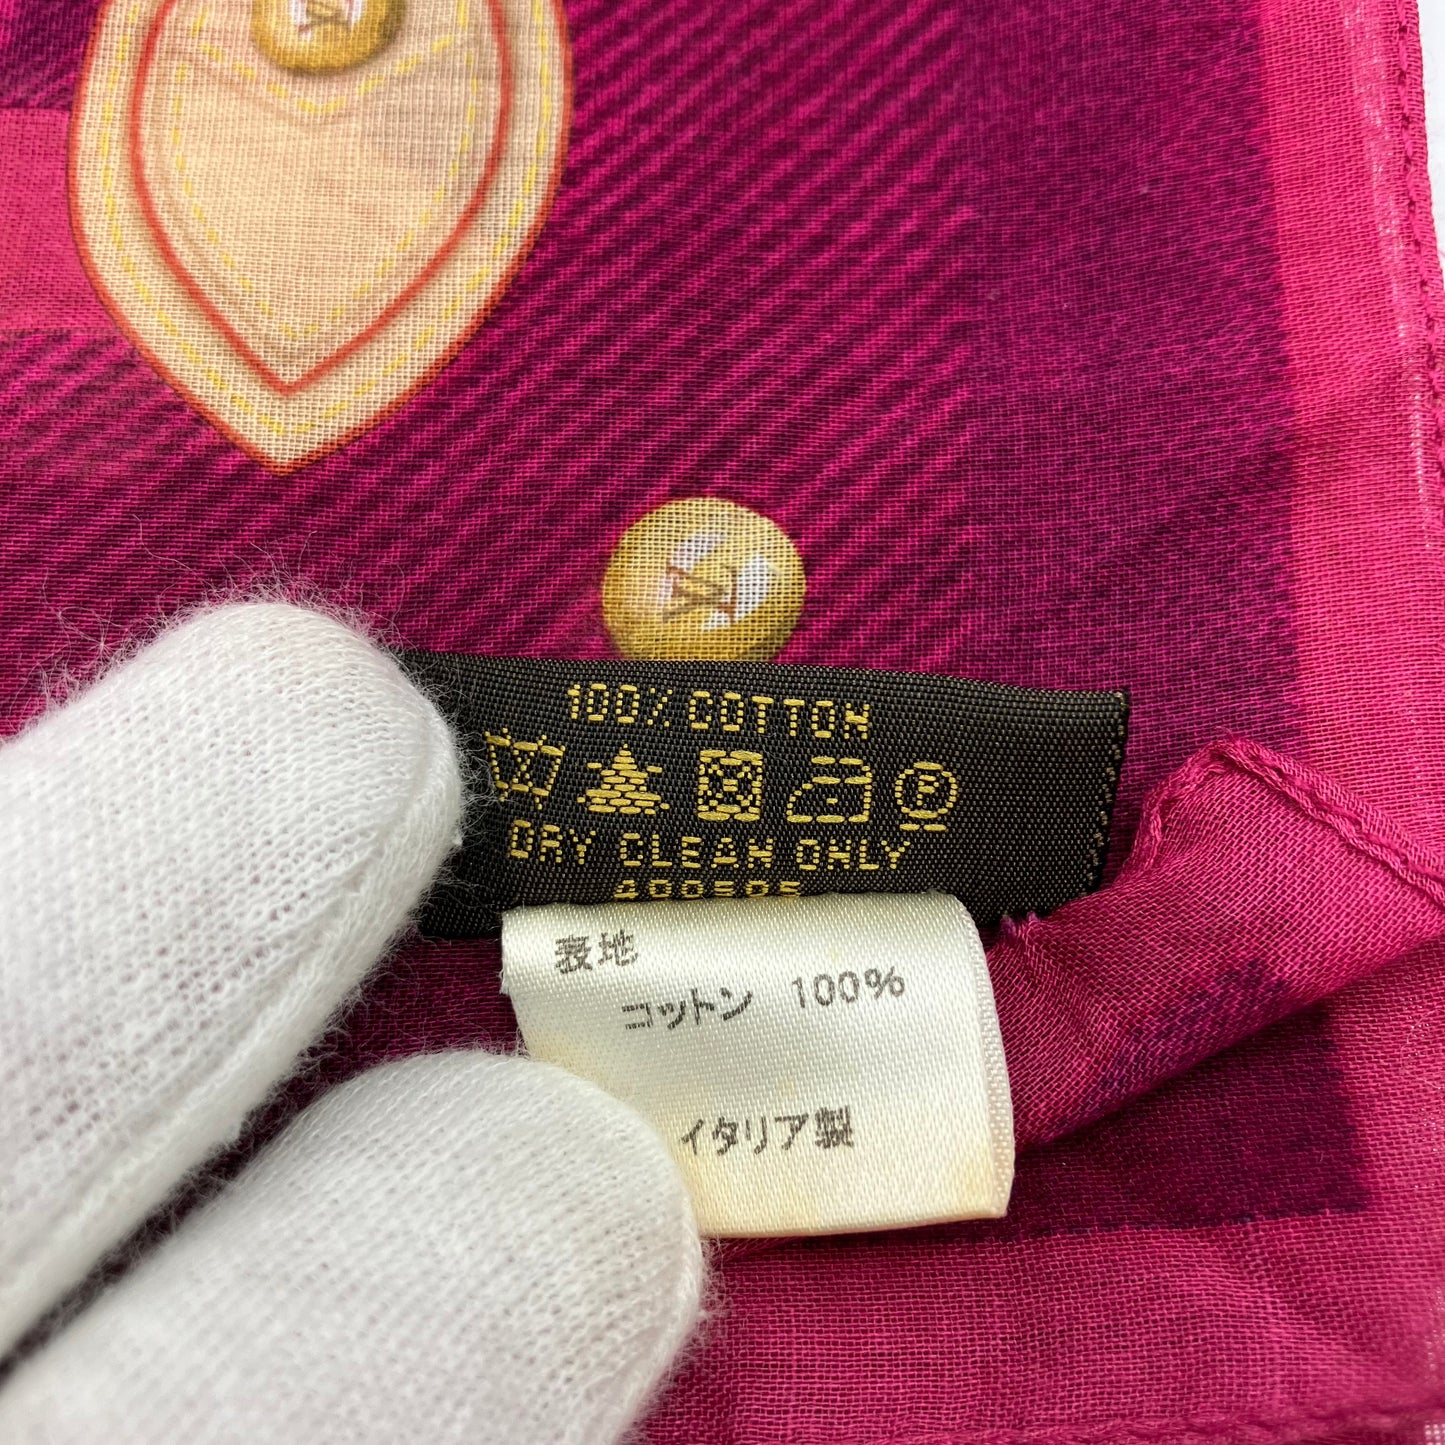 100% COTTON
P
DRY CLEAN ONLY
表地
コットン 100%
イタリア製